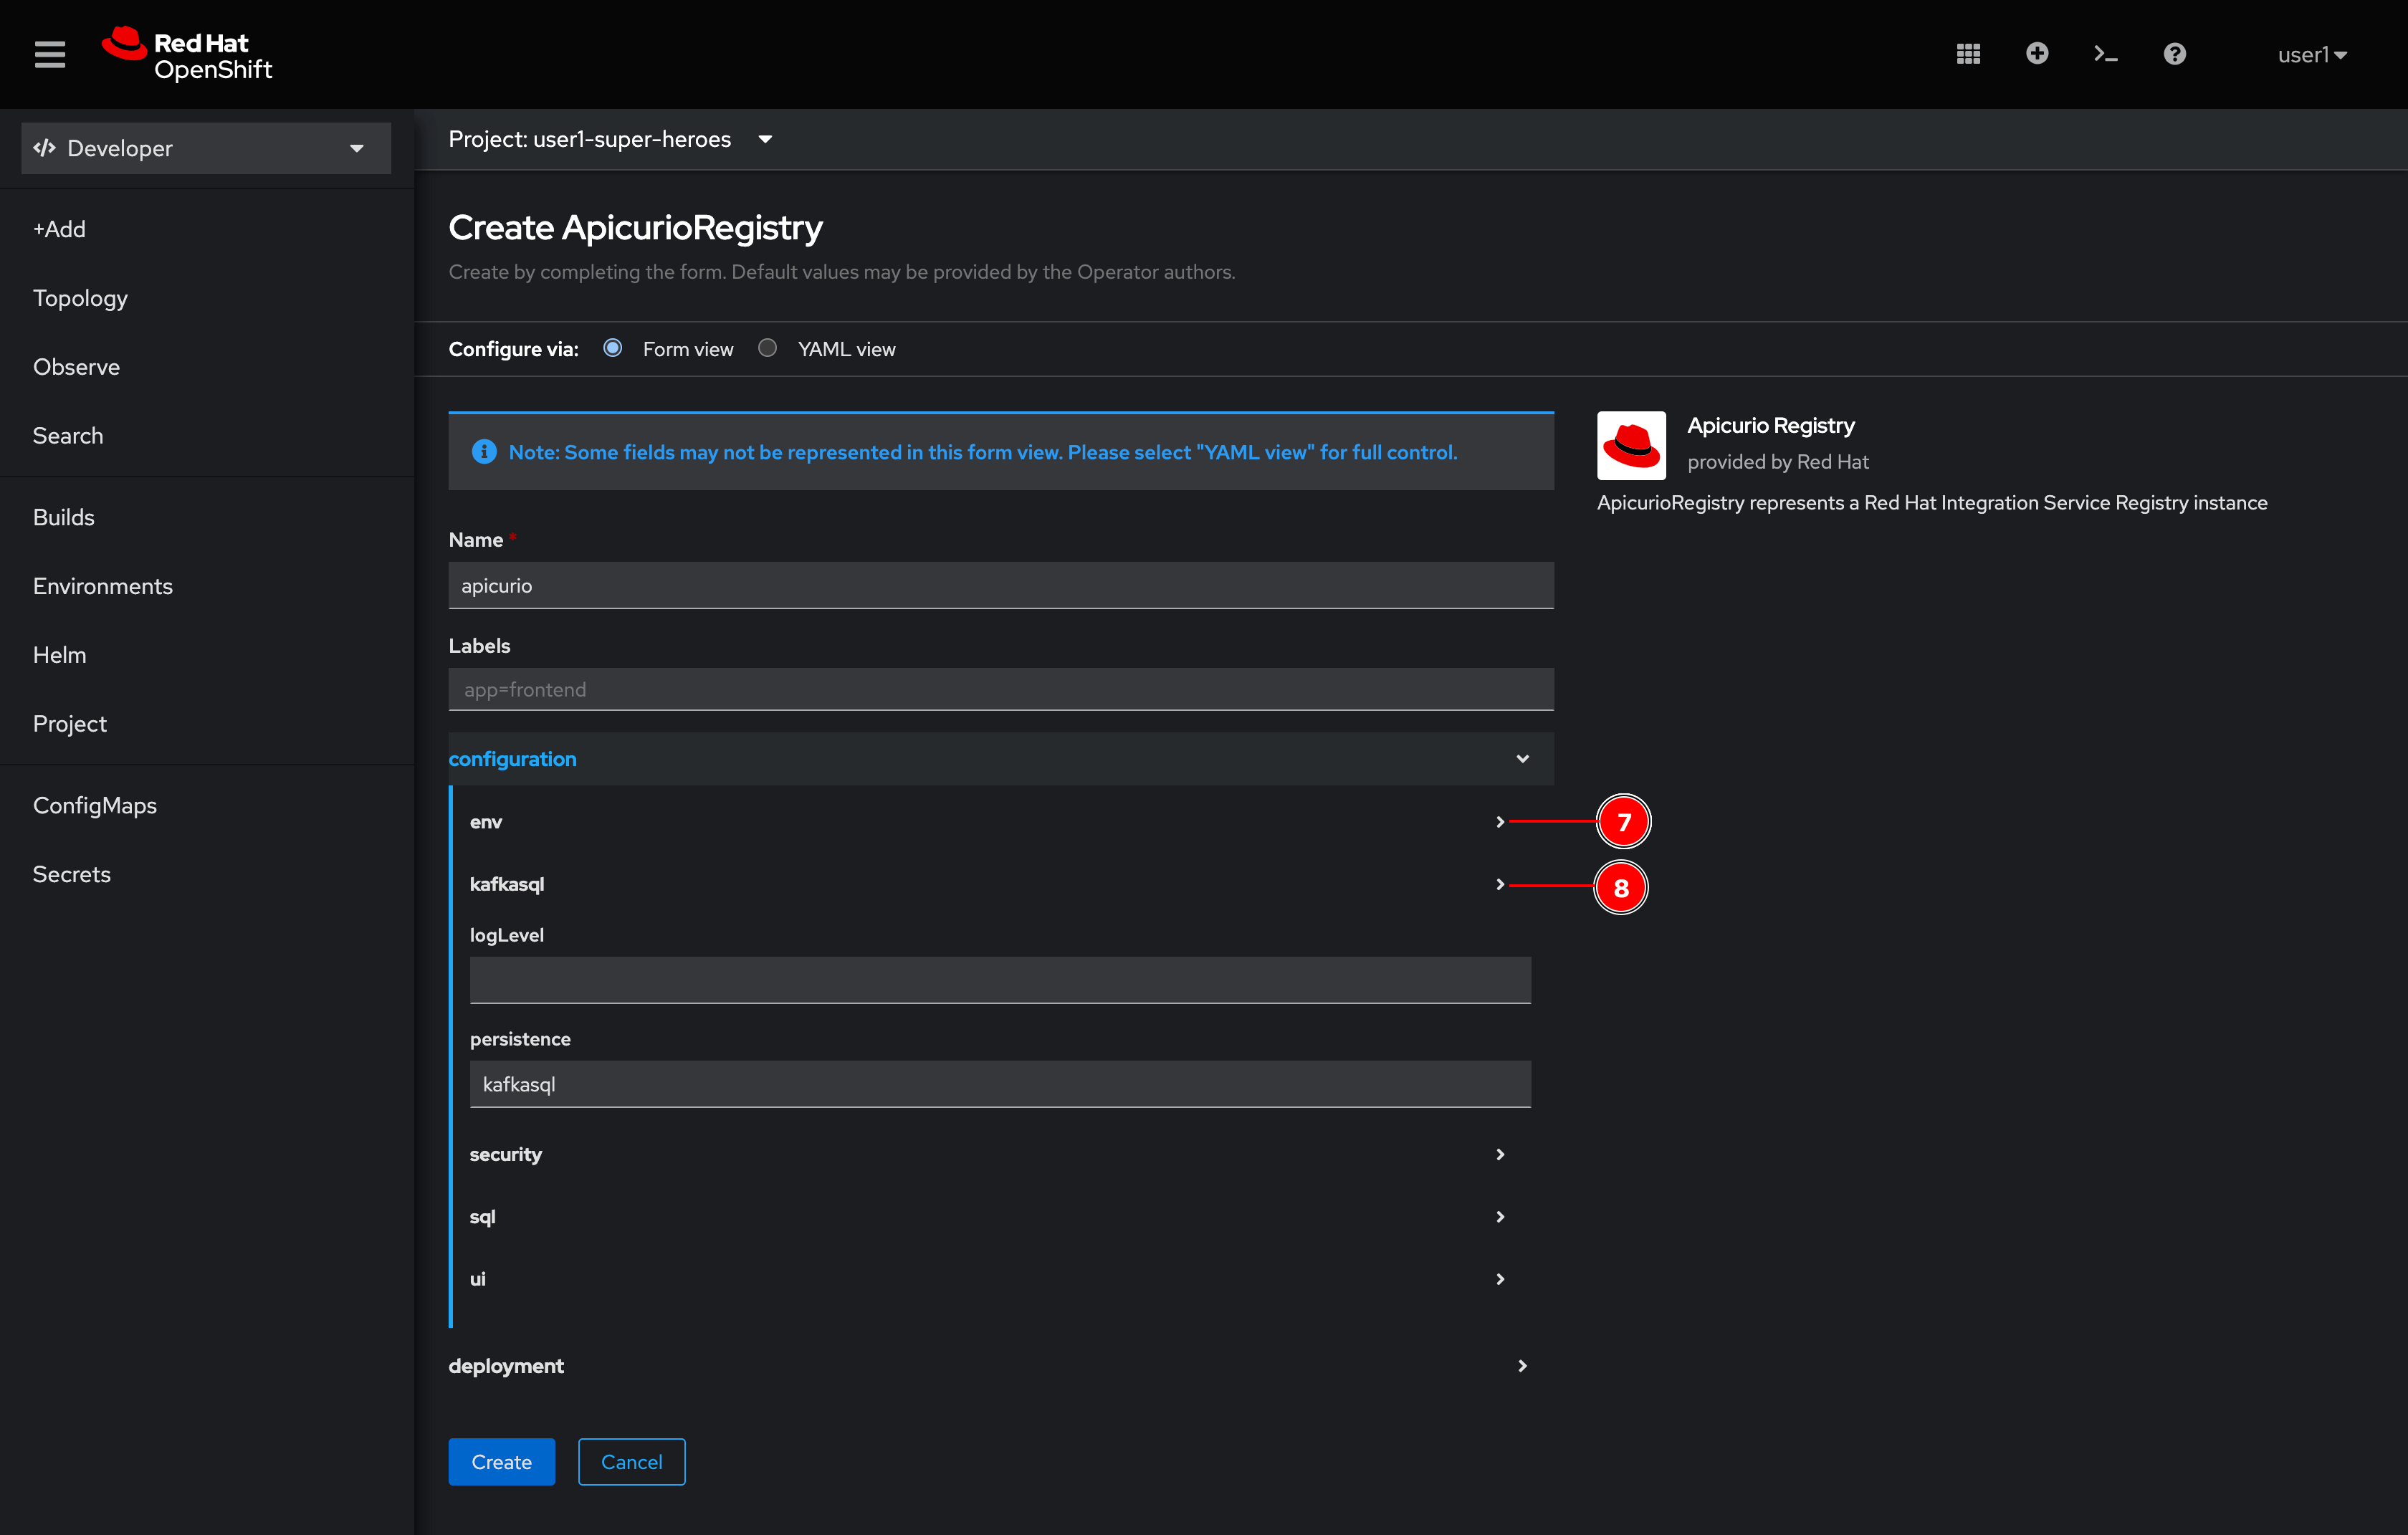 Red Hat
OpenShift
user1
Developer
Project: user1-super-heroes
+Add
Topology
Observe
Search
Builds
Environments
Helm
Project
ConfigMaps
Secrets
Create ApicurioRegistry
Create by completing the form. Default values may be provided by the Operator authors.
Configure via: Form view YAML view
Note: Some fields may not be represented in this form view. Please select "YAML view" for full control.
Name *
apicurio
Labels
app=frontend
configuration
env
7
kafkasql
8
logLevel
persistence
kafkasql
security
sql
ui
deployment
Create Cancel
Apicurio Registry
provided by Red Hat
ApicurioRegistry represents a Red Hat Integration Service Registry instance